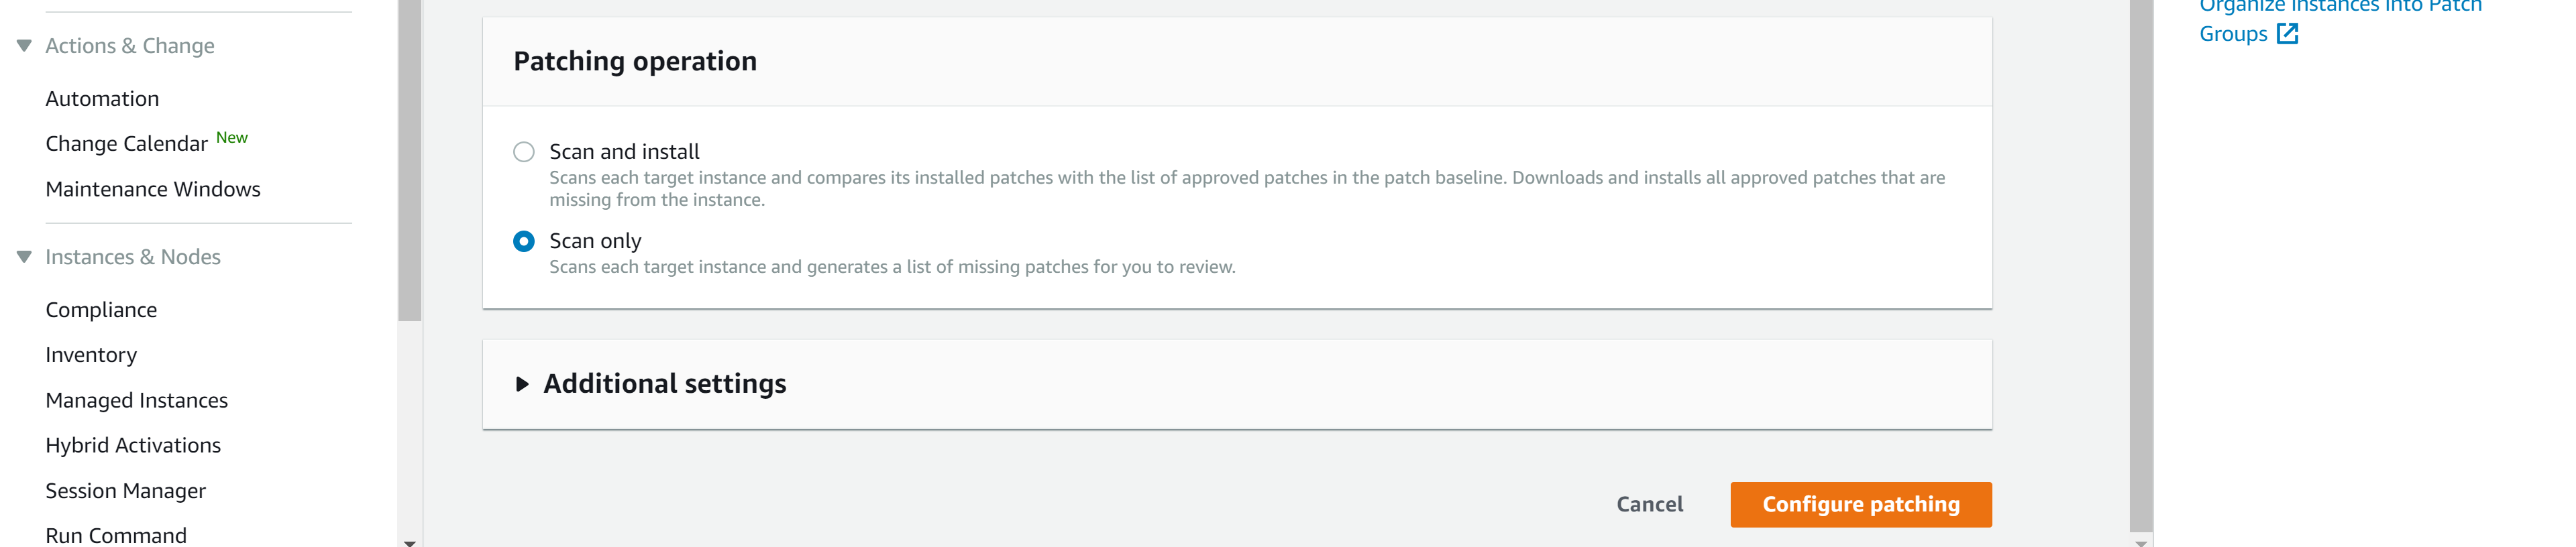 Actions & Change
Automation
Change Calendar New
Maintenance Windows
Instances & Nodes
Compliance
Inventory
Managed Instances
Hybrid Activations
Session Manager
Run Command
Patching operation
Scan and install
Scans each target instance and compares its installed patches with the list of approved patches in the patch baseline. Downloads and installs all approved patches that are
missing from the instance.
Scan only
Scans each target instance and generates a list of missing patches for you to review.
Additional settings
Cancel
Configure patching
Organize Instances into Patch
Groups